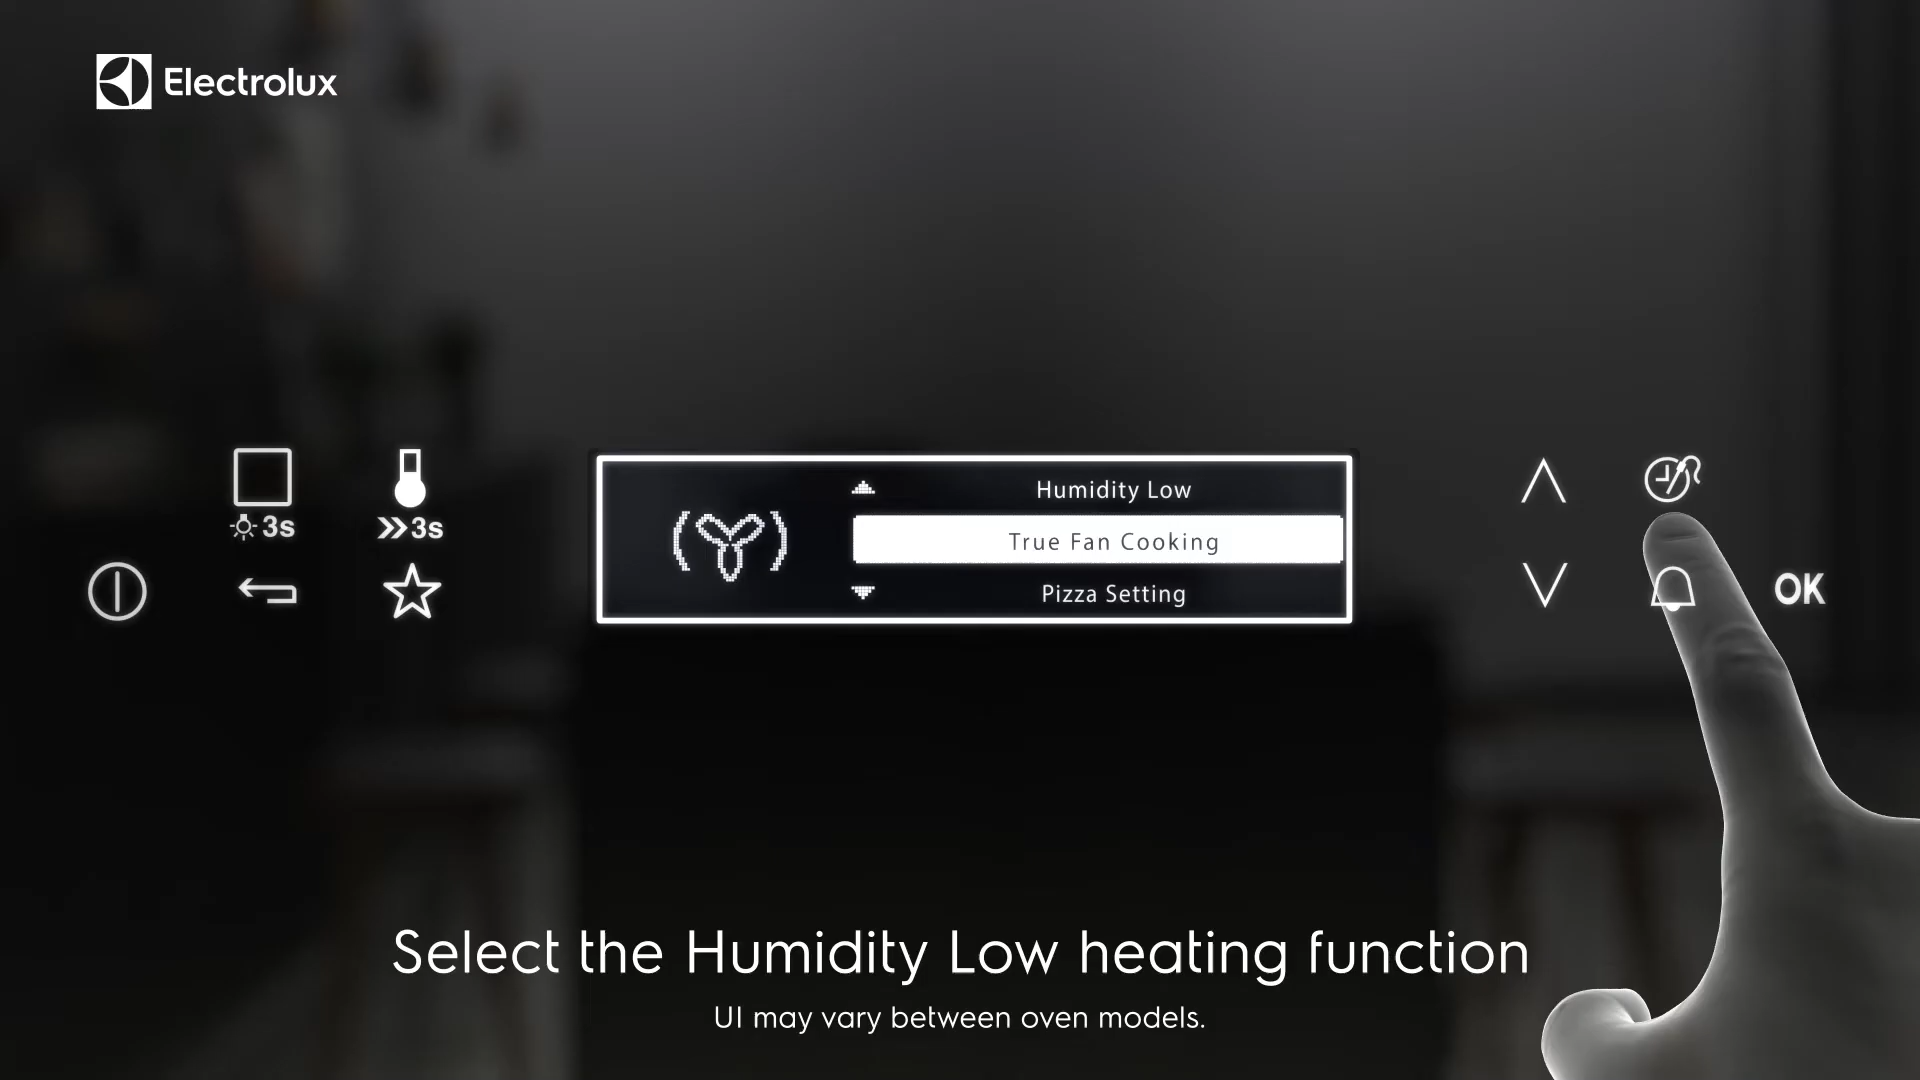 Electrolux
3s
3s
Humidity Low
True Fan Cooking
Pizza Setting
OK
Select the Humidity Low heating function
UI may vary between oven models.